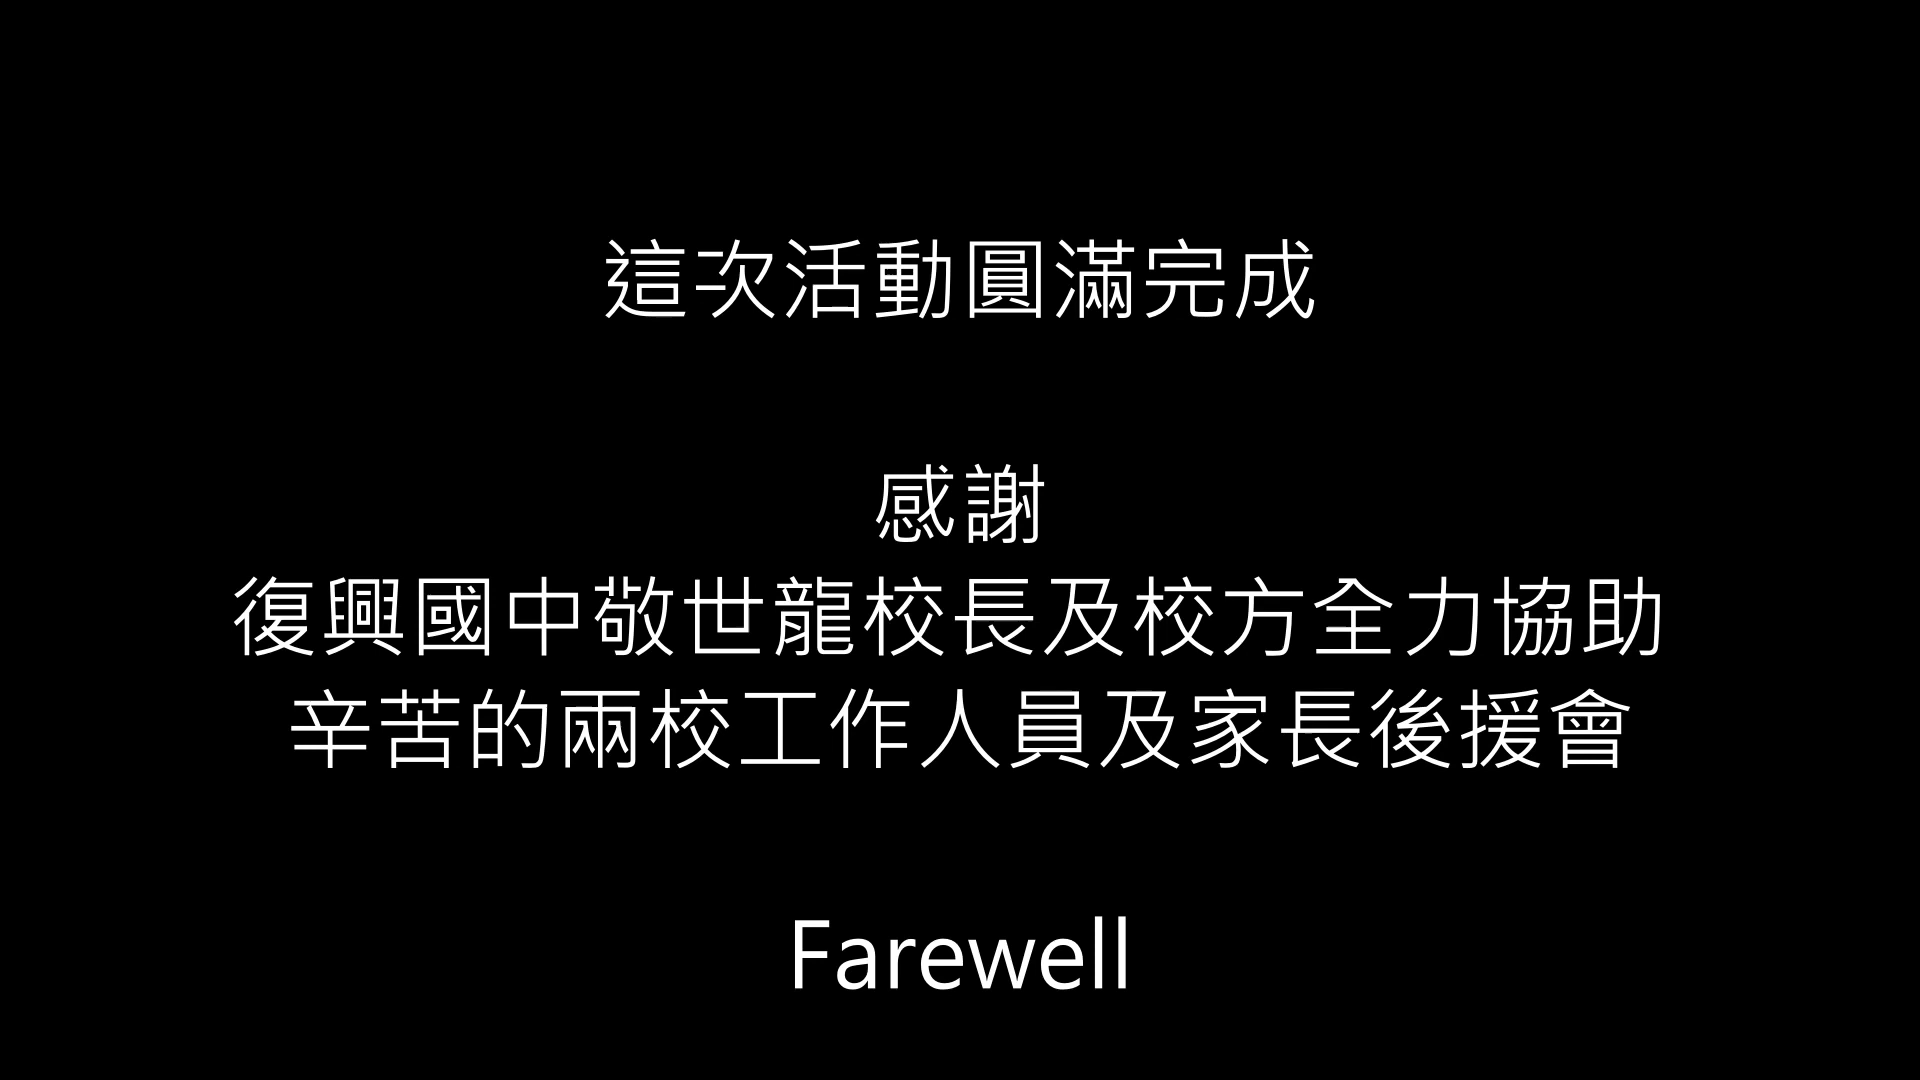 這次活動圓滿完成
感謝
復興國中敬世龍校長及校方全力協助
辛苦的兩校工作人員及家長後援會
Farewell